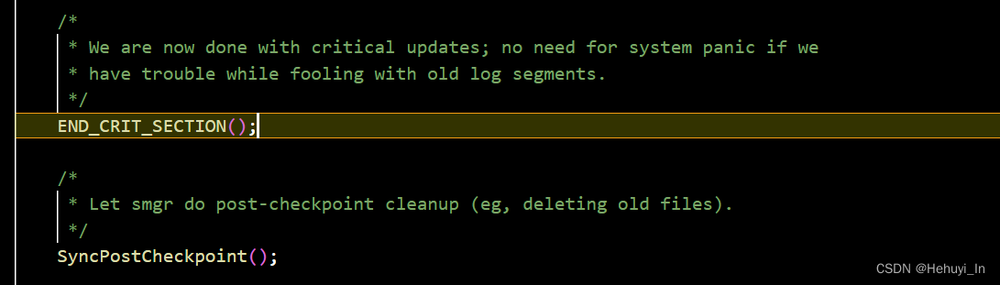 /*
* We are now done with critical updates; no need for system panic if we
* have trouble while fooling with old log segments.
*/
END_CRIT_SECTION();
/*
* Let smgr do post-checkpoint cleanup (eg, deleting old files).
*/
SyncPostCheckpoint();
CSDN @Hehuyi_In